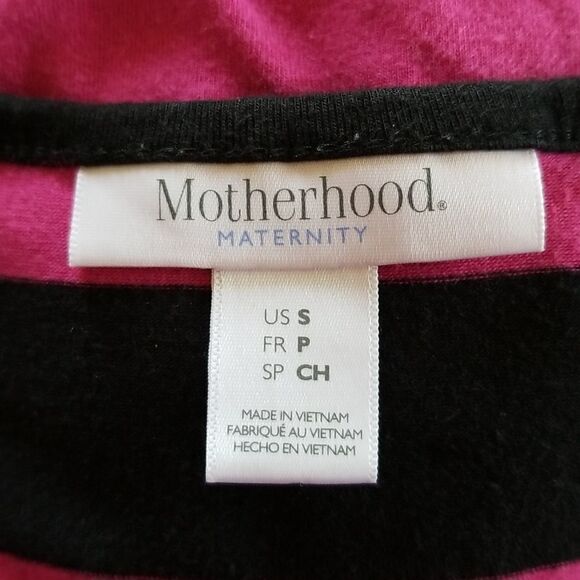 Motherhood®
MATERNITY
US S
FR P
SP CH
MADE IN VIETNAM
FABRIQUÉ AU VIETNAM
HECHO EN VIETNAM